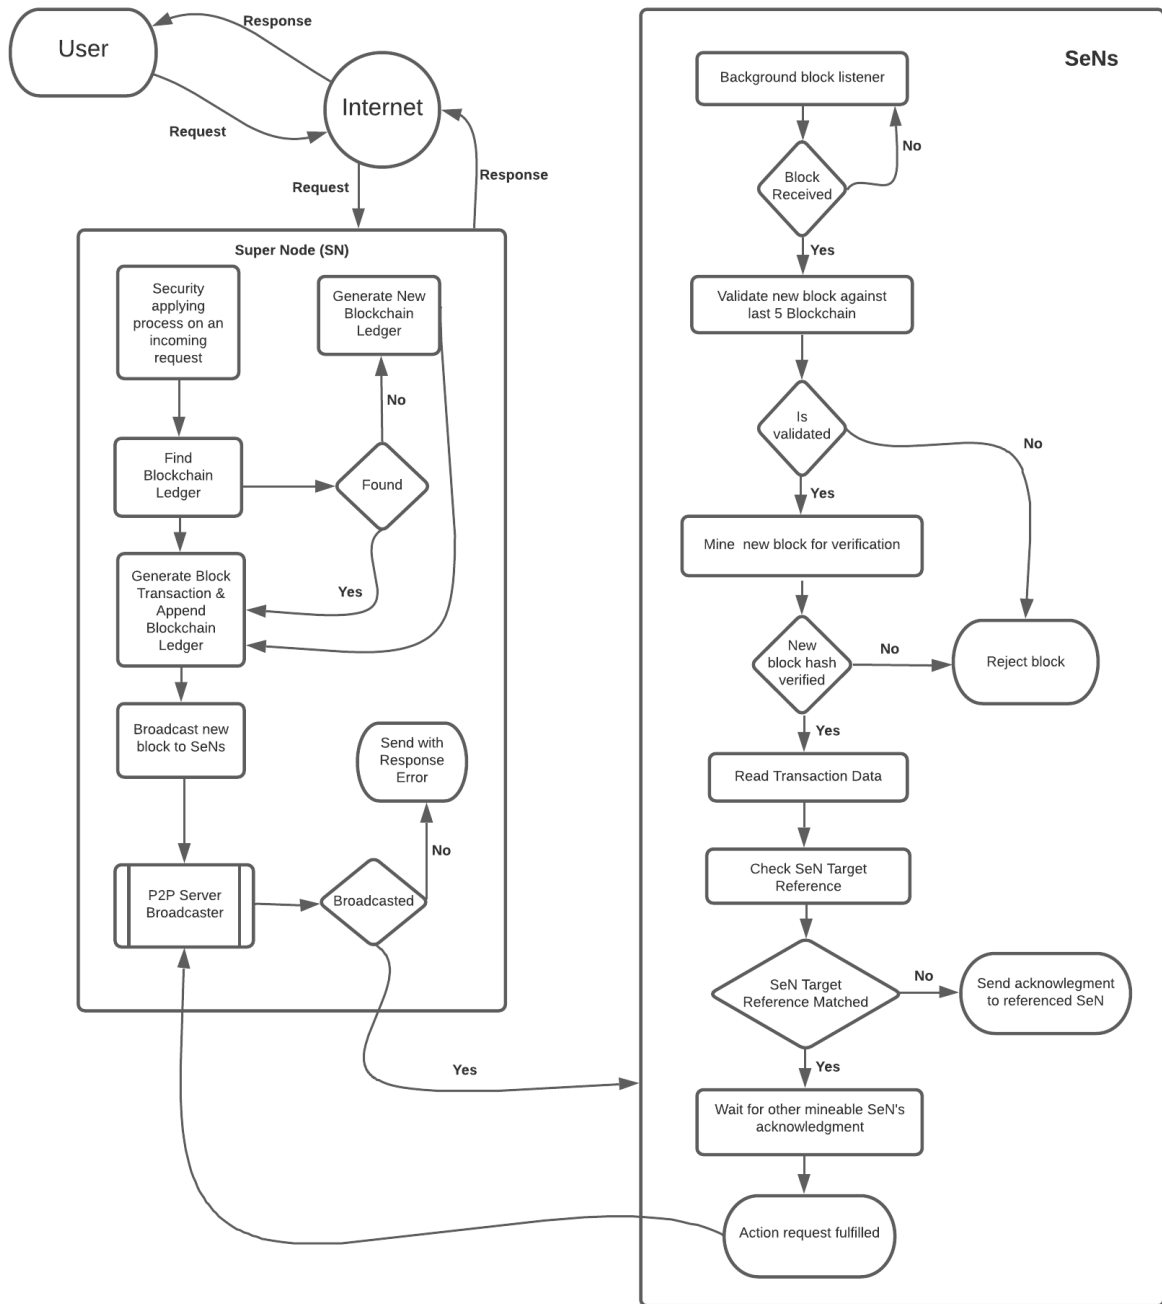 User
Response
Internet
Request
Request
Response
Super Node (SN)
Security
applying
process on an
incoming
request
Generate New
Blockchain
Ledger
No
Find
Blockchain
Ledger
Found
Yes
Generate Block
Transaction &
Append
Blockchain
Ledger
Broadcast new
block to SeNs
Send with
Response
Error
No
P2P Server
Broadcaster
Broadcasted
Yes
SeNs
Background block listener
No
Block
Received
Yes
Validate new block against
last 5 Blockchain
Is
validated
No
Yes
Mine  new block for verification
New
block hash
verified
No
Reject block
Yes
Read Transaction Data
Check SeN Target
Reference
SeN Target
Reference Matched
No
Send acknowlegment
to referenced SeN
Yes
Wait for other mineable SeN's
acknowledgment
Action request fulfilled